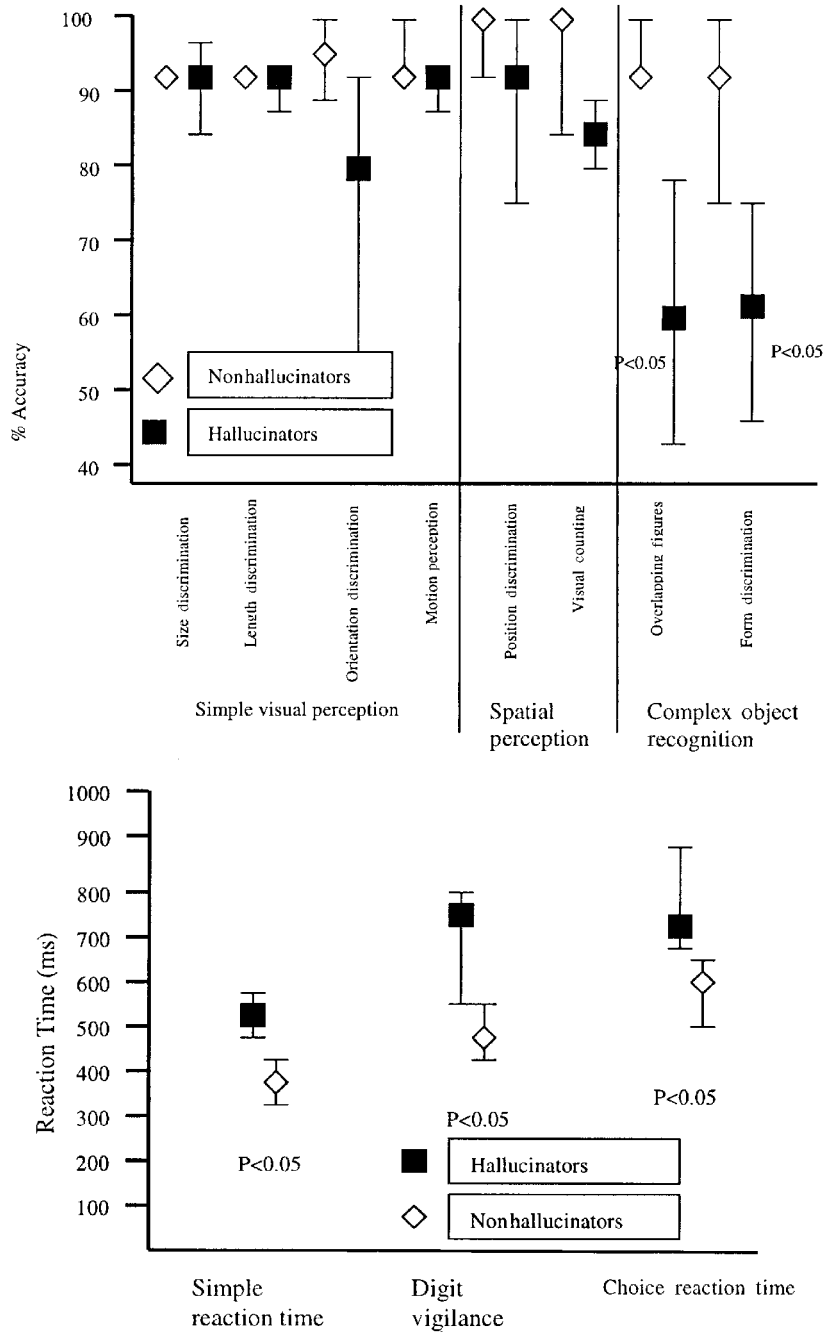 100
90
80
70
60
50
40
% Accuracy
Nonhallucinators
Hallucinators
P<0.05
P<0.05
Size discrimination
Length discrimination
Orientation discrimination
Motion perception
Position discrimination
Visual counting
Overlapping figures
Form discrimination
Simple visual perception
Spatial
perception
Complex object
recognition
1000
900
800
700
600
500
400
300
200
100
Reaction Time (ms)
P<0.05
P<0.05
P<0.05
Hallucinators
Nonhallucinators
Simple
reaction time
Digit
vigilance
Choice reaction time